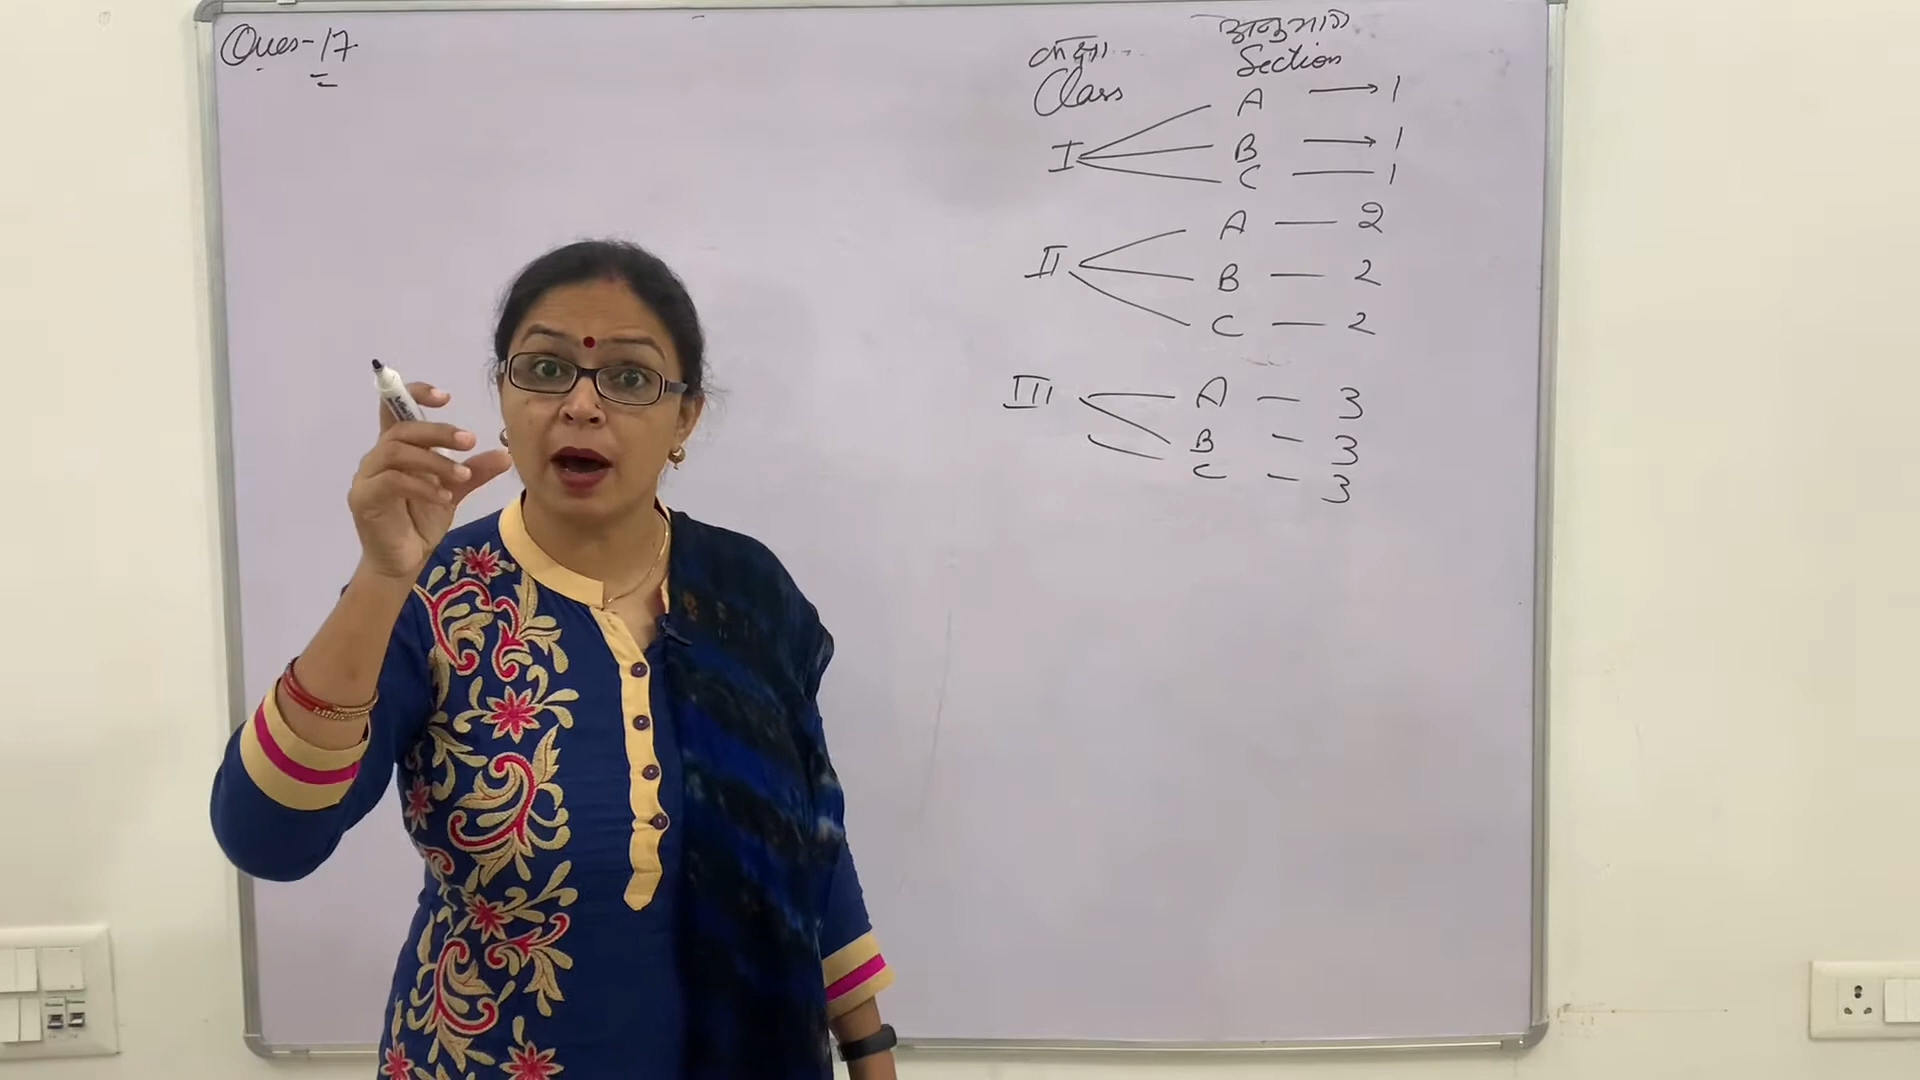 Ques-17
कक्षा अनुभाग
Class Section
I A → 1
B → 1
C — 1
II A — 2
B — 2
C — 2
III A — 3
B — 3
C — 3